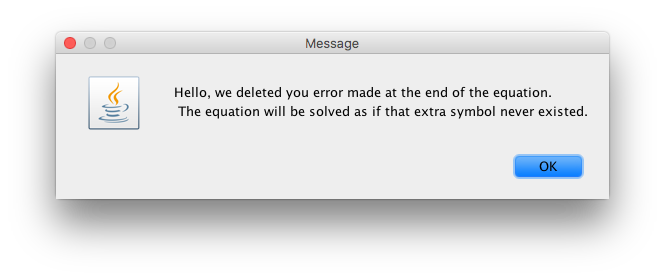 Message
Hello, we deleted you error made at the end of the equation.
The equation will be solved as if that extra symbol never existed.
OK